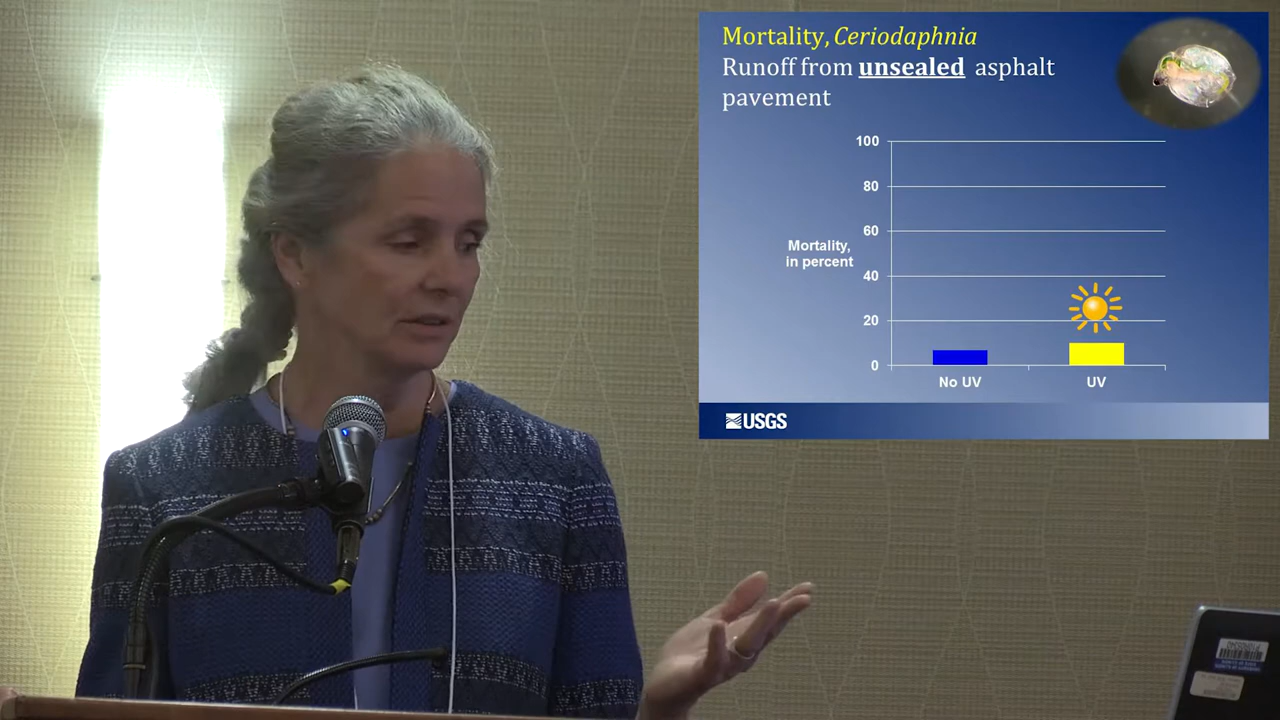 Mortality, Ceriodaphnia
Runoff from unsealed asphalt
pavement
100
80
60
40
20
0
Mortality,
in percent
No UV
UV
USGS